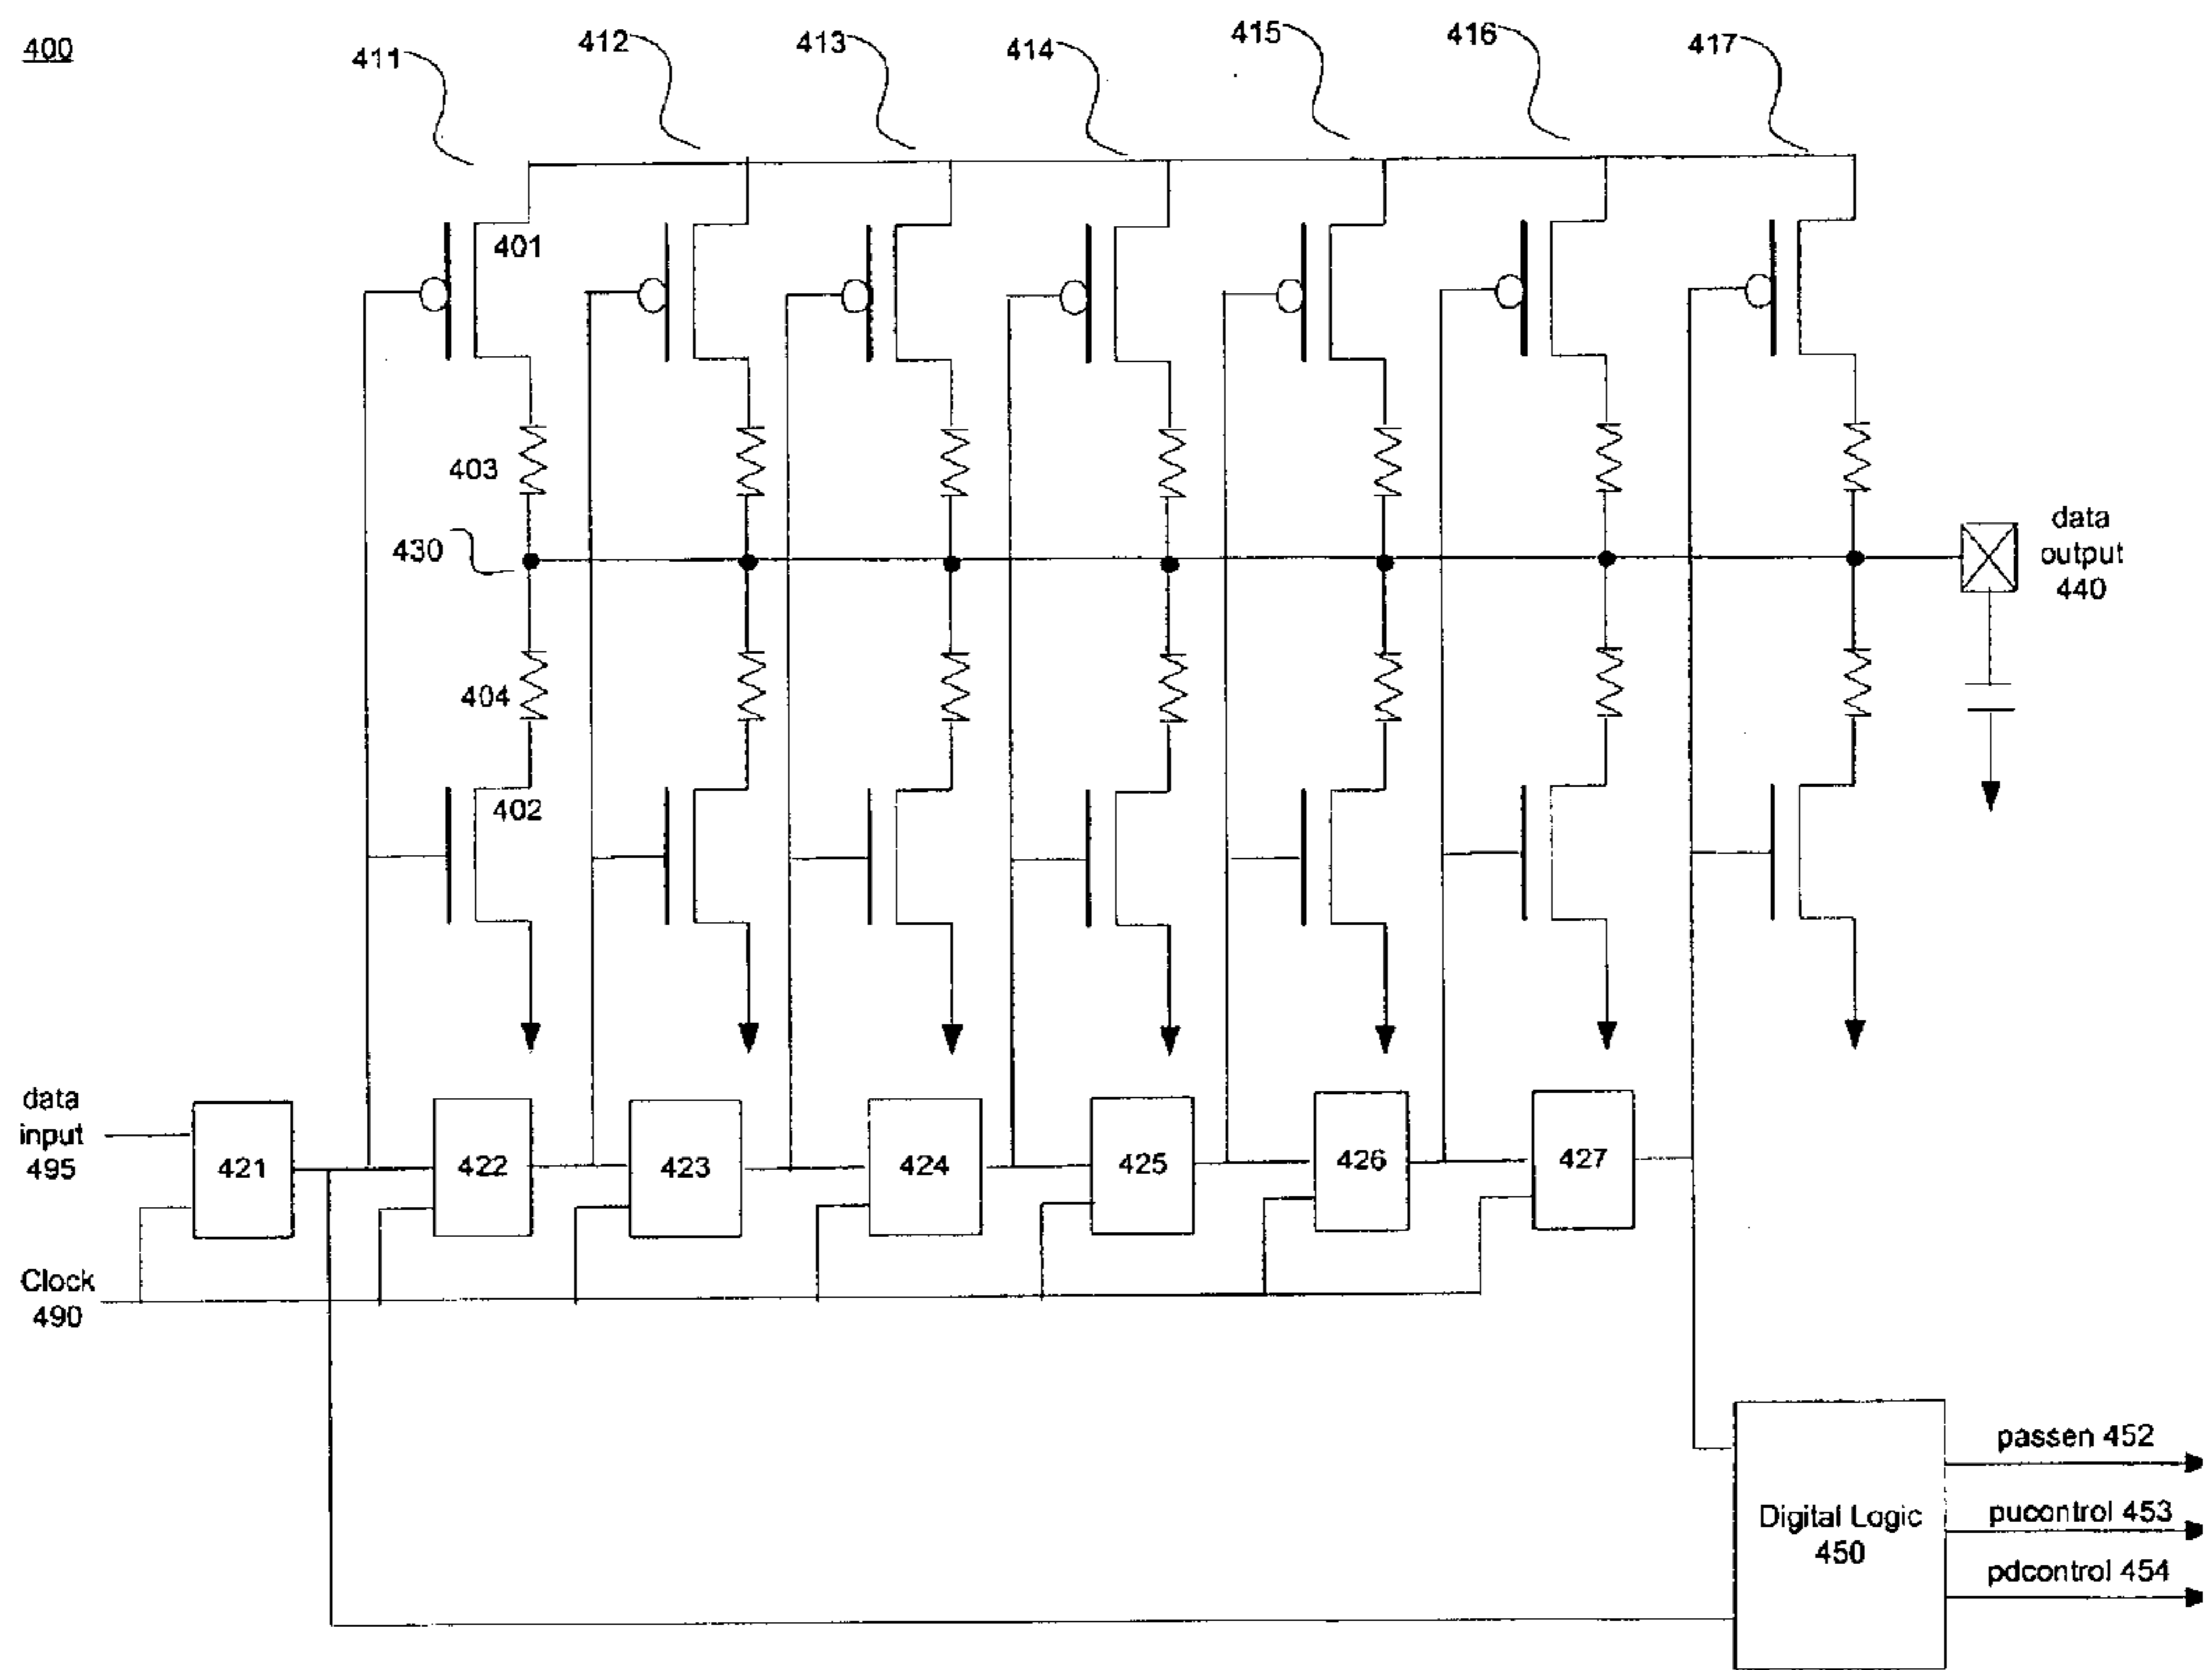 400
411
412
413
414
415
416
417
401
403
430
data
output
440
404
402
data
input
495
421
422
423
424
425
426
427
Clock
490
passen 452
Digital Logic
450
pucontrol 453
pdcontrol 454